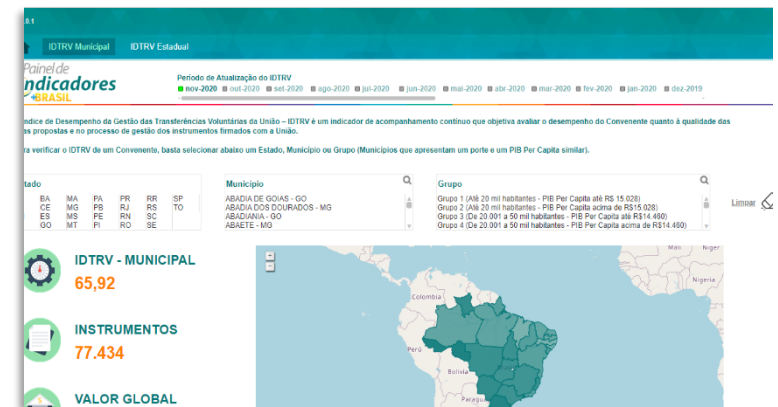 .0.1
IDTRV Municipal IDTRV Estadual
Painel de
ndicadores
+BRASIL
Período de Atualização do IDTRV
nov-2020 out-2020 set-2020 ago-2020 jul-2020 jun-2020 mai-2020 abr-2020 mar-2020 fev-2020 jan-2020 dez-2019
ndice de Desempenho da Gestão das Transferências Voluntárias da União – IDTRV é um indicador de acompanhamento contínuo que objetiva avaliar o desempenho do Convenente quanto à qualidade das
as propostas e no processo de gestão dos instrumentos firmados com a União.
ra verificar o IDTRV de um Convenente, basta selecionar abaixo um Estado, Município ou Grupo (Municípios que apresentam um porte e um PIB Per Capita similar).
tado
BA MA PA PR RR SP
CE MG PB RJ RS TO
ES MS PE RN SC
GO MT PI RO SE
Município
ABADIA DE GOIÁS - GO
ABADIA DOS DOURADOS - MG
ABADIÂNIA - GO
ABAETÉ - MG
Grupo
Grupo 1 (Até 20 mil habitantes - PIB Per Capita até R$ 15.028)
Grupo 2 (Até 20 mil habitantes - PIB Per Capita acima de R$15.028)
Grupo 3 (De 20.001 a 50 mil habitantes - PIB Per Capita até R$14.460)
Grupo 4 (De 20.001 a 50 mil habitantes - PIB Per Capita acima de R$14.460)
Limpar
IDTRV - MUNICIPAL
65,92
INSTRUMENTOS
77.434
VALOR GLOBAL
+
-
Mali Niger
Nigeria
Colombia
Perú
Bolivia
Paragua